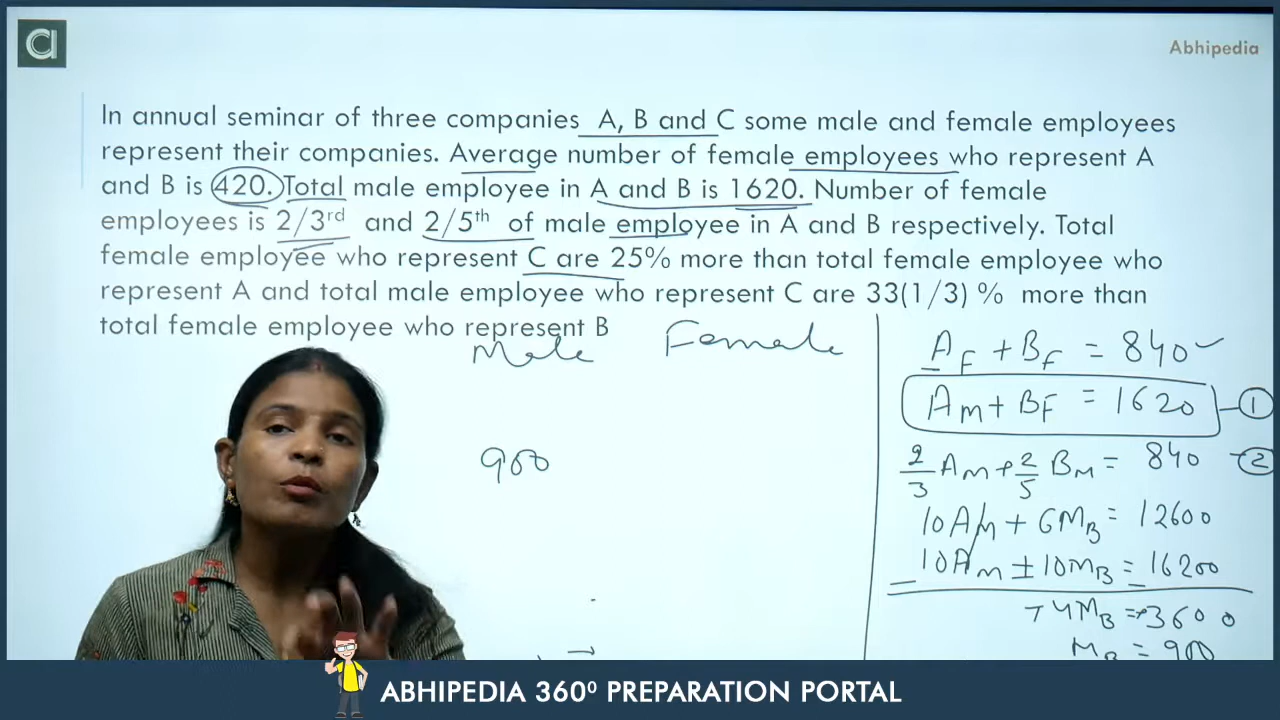 Abhipedia
In annual seminar of three companies A, B and C some male and female employees
represent their companies. Average number of female employees who represent A
and B is 420. Total male employee in A and B is 1620. Number of female
employees is 2/3rd and 2/5th of male employee in A and B respectively. Total
female employee who represent C are 25% more than total female employee who
represent A and total male employee who represent C are 33(1/3) % more than
total female employee who represent B
Male Female
900
AF + BF = 840
AM + BF = 1620 1
2/3 AM + 2/5 BM = 840 2
10AM + 6MB = 12600
10AM ± 10MB = 16200
MB = 900
ABHIPEDIA 360⁰ PREPARATION PORTAL